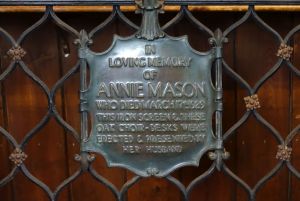 IN
LOVING MEMORY
OF
ANNIE MASON
WHO DIED MARCH
THIS IRON SCREEN & THESE
OAK CHOIR-DESKS WERE
ERECTED & PRESENTED BY
HER HUSBAND